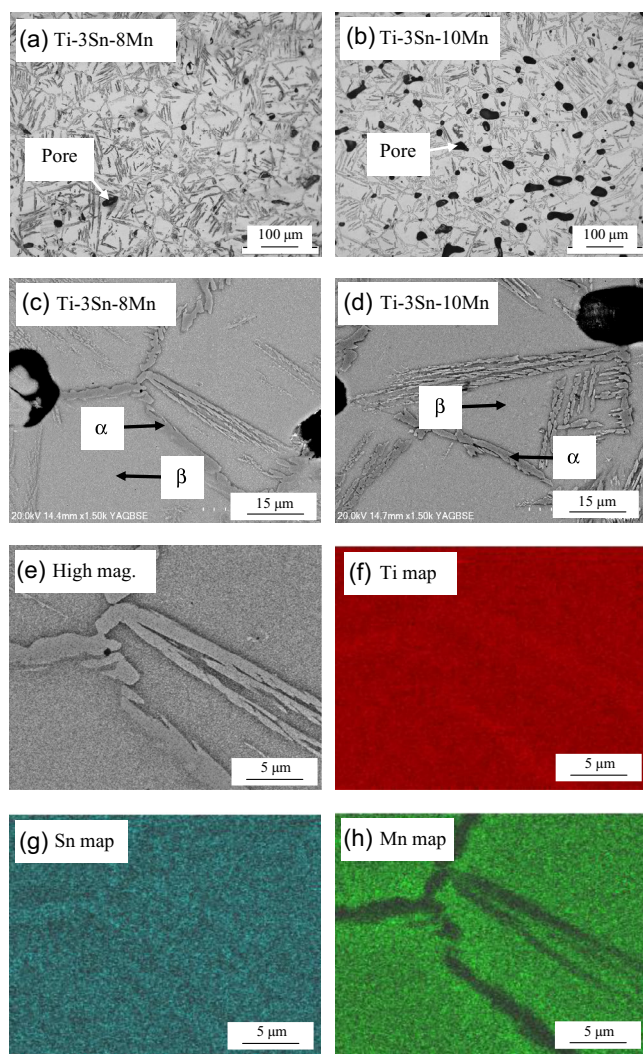 (a) Ti-3Sn-8Mn
Pore
100 μm
(b) Ti-3Sn-10Mn
Pore
100 μm
(c) Ti-3Sn-8Mn
α
β
15 μm
20.0kV 14.4mm x1.50k YAGBSE
(d) Ti-3Sn-10Mn
β
α
15 μm
20.0kV 14.7mm x1.50k YAGBSE
(e) High mag.
5 μm
(f) Ti map
5 μm
(g) Sn map
5 μm
(h) Mn map
5 μm